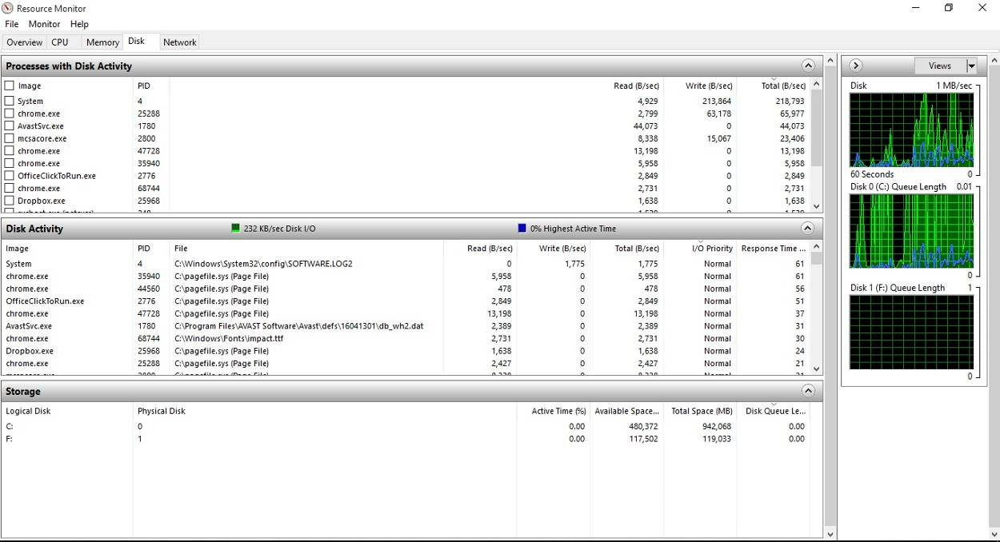 Resource Monitor
File Monitor Help
Overview CPU Memory Disk Network
Processes with Disk Activity
Image PID Read (B/sec) Write (B/sec) Total (B/sec)
System 4 4,929 213,864 218,793
chrome.exe 25288 2,799 63,178 65,977
AvastSvc.exe 1780 44,073 0 44,073
mcsacore.exe 2800 8,338 15,067 23,406
chrome.exe 47728 13,198 0 13,198
chrome.exe 35940 5,958 0 5,958
OfficeClickToRun.exe 2776 2,849 0 2,849
chrome.exe 68744 2,731 0 2,731
Dropbox.exe 25968 1,638 0 1,638
Disk Activity 232 KB/sec Disk I/O 0% Highest Active Time
Image PID File Read (B/sec) Write (B/sec) Total (B/sec) I/O Priority Response Time ...
System 4 C:\Windows\System32\config\SOFTWARE.LOG2 0 1,775 1,775 Normal 61
chrome.exe 35940 C:\pagefile.sys (Page File) 5,958 0 5,958 Normal 61
chrome.exe 44560 C:\pagefile.sys (Page File) 478 0 478 Normal 56
OfficeClickToRun.exe 2776 C:\pagefile.sys (Page File) 2,849 0 2,849 Normal 51
chrome.exe 47728 C:\pagefile.sys (Page File) 13,198 0 13,198 Normal 37
AvastSvc.exe 1780 C:\Program Files\AVAST Software\Avast\defs\16041301\db_wh2.dat 2,389 0 2,389 Normal 31
chrome.exe 68744 C:\Windows\Fonts\impact.ttf 2,731 0 2,731 Normal 30
Dropbox.exe 25968 C:\pagefile.sys (Page File) 1,638 0 1,638 Normal 24
chrome.exe 25288 C:\pagefile.sys (Page File) 2,427 0 2,427 Normal 21
Storage
Logical Disk Physical Disk Active Time (%) Available Space... Total Space (MB) Disk Queue Le...
C: 0 0.00 480,372 942,068 0.00
F: 1 0.00 117,502 119,033 0.00
Views
Disk 1 MB/sec
60 Seconds 0
Disk 0 (C:) Queue Length 0.01
0
Disk 1 (F:) Queue Length 1
0